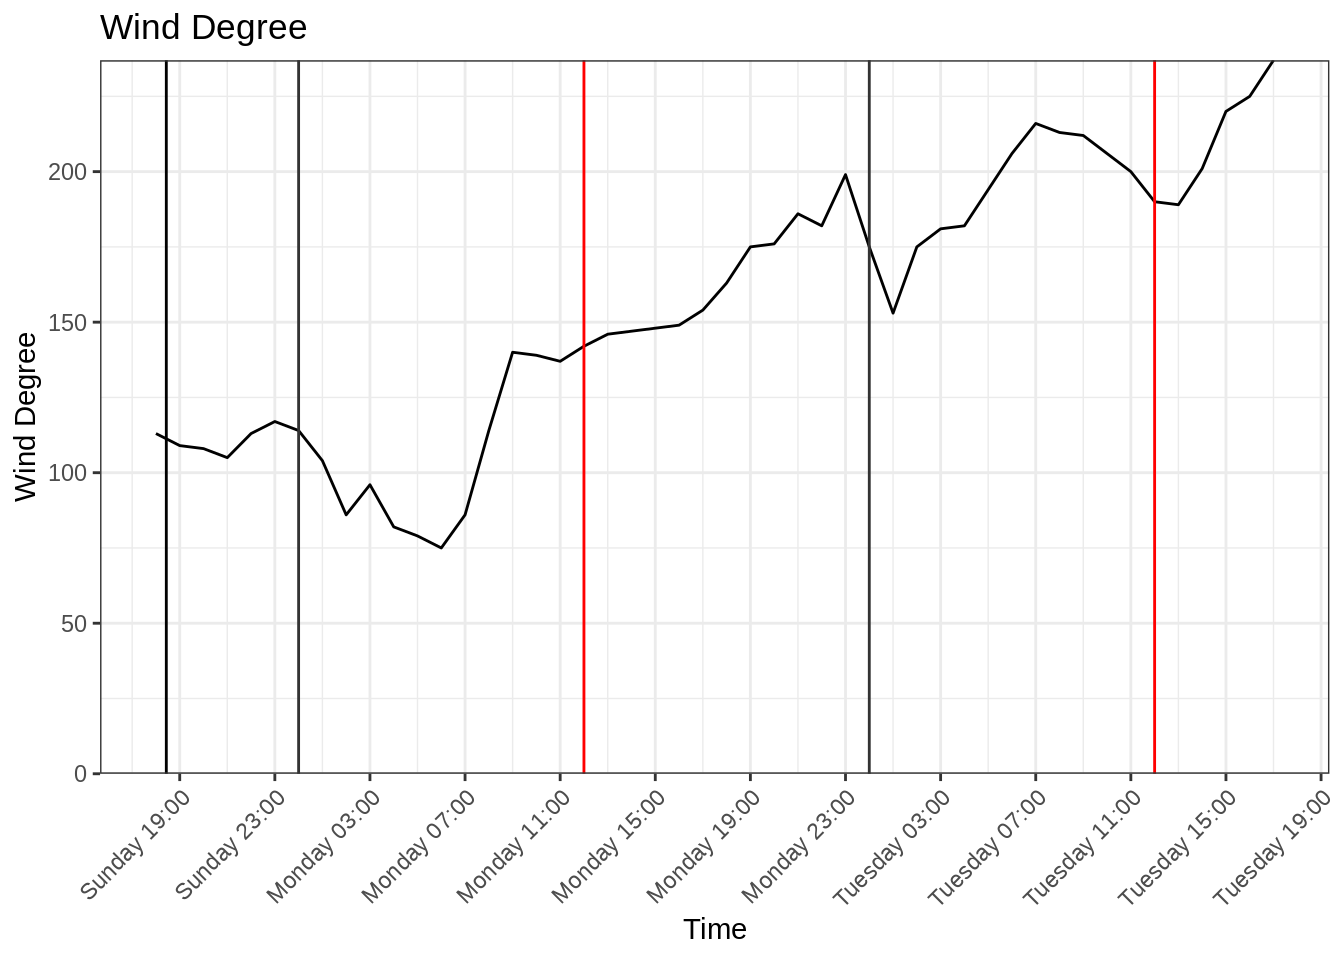 Wind Degree
Wind Degree
200
150
100
50
0
Sunday 19:00
Sunday 23:00
Monday 03:00
Monday 07:00
Monday 11:00
Monday 15:00
Monday 19:00
Monday 23:00
Tuesday 03:00
Tuesday 07:00
Tuesday 11:00
Tuesday 15:00
Tuesday 19:00
Time